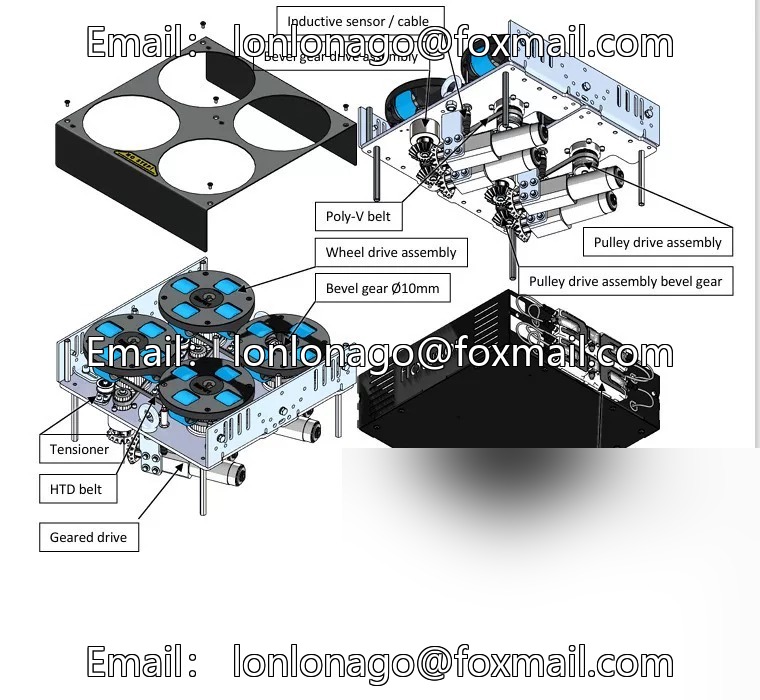 Inductive sensor / cable
Email： lonlonago@foxmail.com
Bevel gear drive assembly
Poly-V belt
Pulley drive assembly
Wheel drive assembly
Pulley drive assembly bevel gear
Bevel gear Ø10mm
Email： lonlonago@foxmail.com
Tensioner
HTD belt
Geared drive
Email： lonlonago@foxmail.com